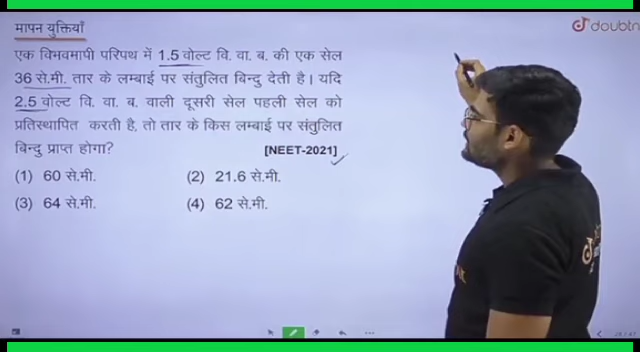 मापन युक्तियाँ
doubtn
एक विभवमापी परिपथ में 1.5 वोल्ट वि. वा. ब. की एक सेल
36 से.मी. तार के लम्बाई पर संतुलित बिन्दु देती है। यदि
2.5 वोल्ट वि. वा. ब. वाली दूसरी सेल पहली सेल को
प्रतिस्थापित करती है, तो तार के किस लम्बाई पर संतुलित
बिन्दु प्राप्त होगा? [NEET-2021]
(1) 60 से.मी. (2) 21.6 से.मी.
(3) 64 से.मी. (4) 62 से.मी.